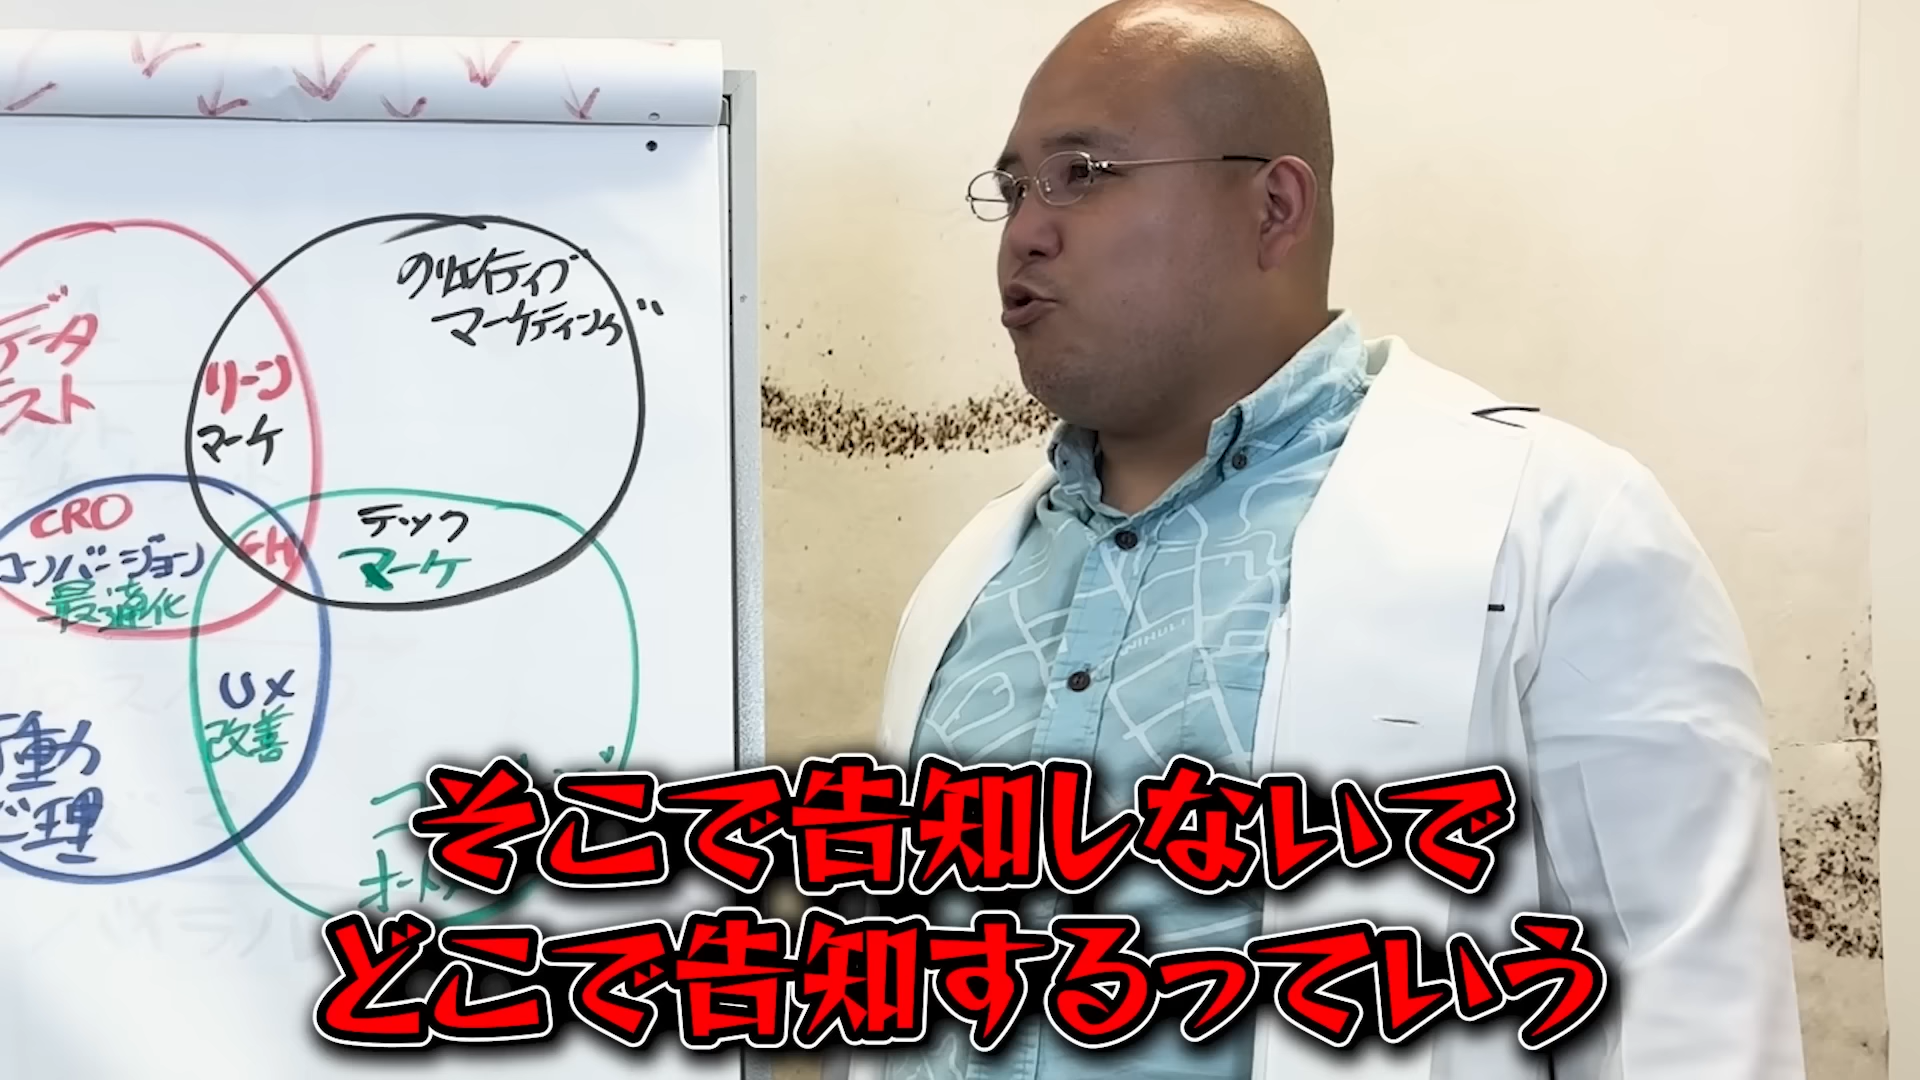 クリエイティブ
マーケティング
データ
スト
リーン
マーケ
CRO
コンバージョン
最適化
GH
テック
マーケ
UX
改善
動
理
そこで告知しないで
どこで告知するっていう